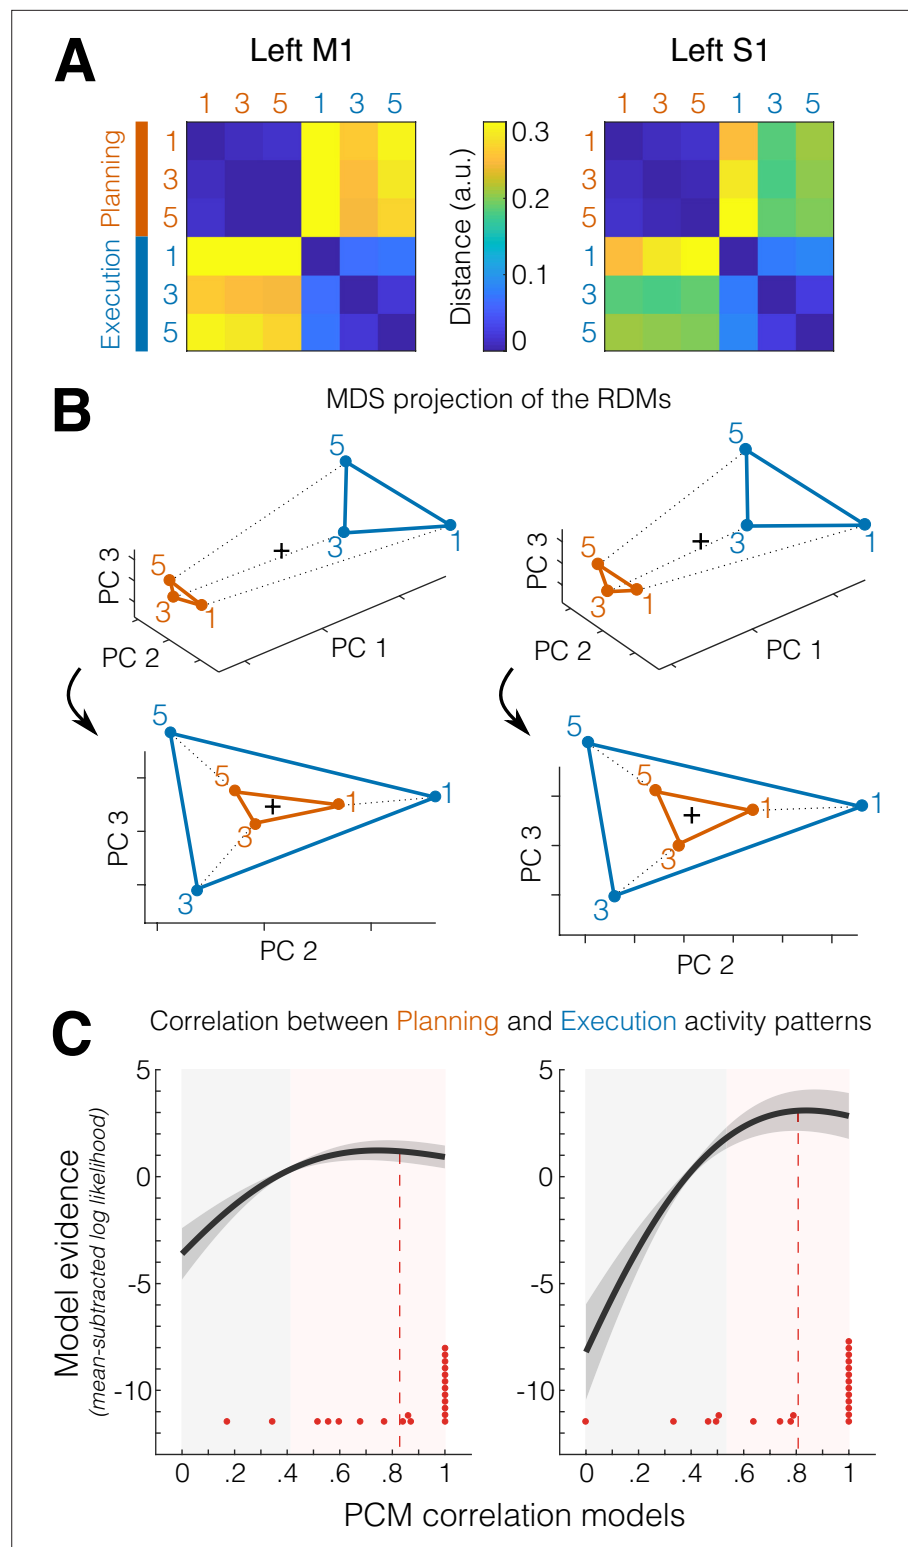 A
Left M1
Left S1
1 3 5 1 3 5
1 3 5 1 3 5
Planning
Execution
1
3
5
1
3
5
Distance (a.u.)
0.3
0.2
0.1
0
1
3
5
1
3
5
B
MDS projection of the RDMs
5
3
1
5
3
1
PC 3
PC 2
PC 1
5
3
1
5
3
1
PC 3
PC 2
PC 1
5
5
1
1
3
3
PC 3
PC 2
5
5
1
1
3
3
PC 3
PC 2
C
Correlation between Planning and Execution activity patterns
Model evidence
(mean-subtracted log likelihood)
5
0
-5
-10
0 .2 .4 .6 .8 1
5
0
-5
-10
0 .2 .4 .6 .8 1
PCM correlation models